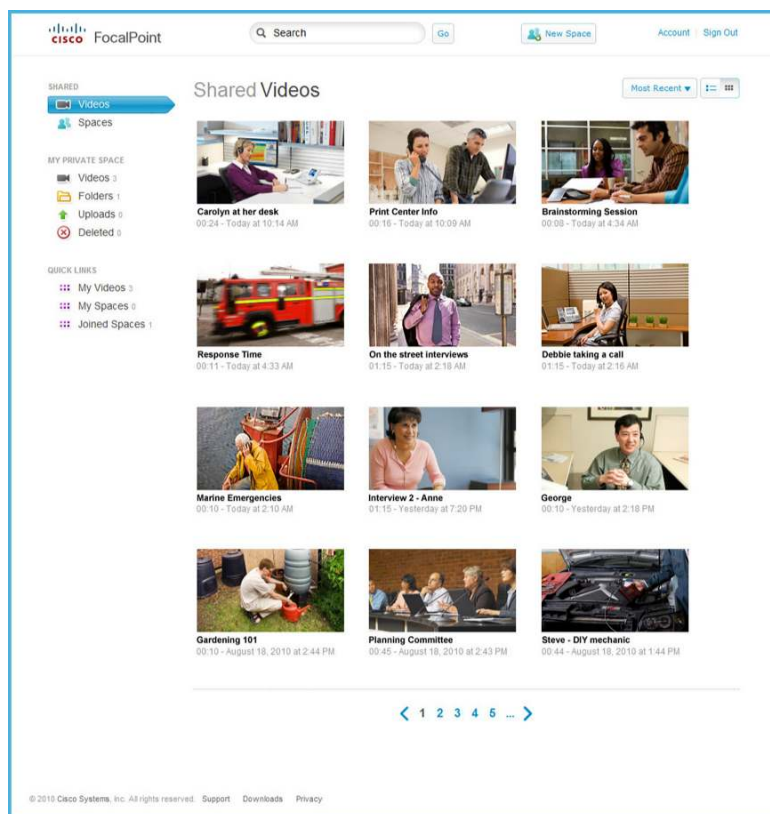 CISCO FocalPoint
Search
Go
New Space
Account
Sign Out
SHARED
Videos
Spaces
MY PRIVATE SPACE
Videos 3
Folders 1
Uploads 0
Deleted 0
QUICK LINKS
My Videos 3
My Spaces 0
Joined Spaces 1
Shared Videos
Most Recent
Carolyn at her desk
00:24 - Today at 10:14 AM
Print Center Info
00:16 - Today at 10:09 AM
Brainstorming Session
00:08 - Today at 4:34 AM
Response Time
00:11 - Today at 4:33 AM
On the street interviews
01:15 - Today at 2:18 AM
Debbie taking a call
01:15 - Today at 2:16 AM
Marine Emergencies
00:10 - Today at 2:10 AM
Interview 2 - Anne
01:15 - Yesterday at 7:20 PM
George
00:10 - Yesterday at 2:18 PM
Gardening 101
00:10 - August 18, 2010 at 2:44 PM
Planning Committee
00:45 - August 18, 2010 at 2:43 PM
Steve - DIY mechanic
00:44 - August 18, 2010 at 1:44 PM
1 2 3 4 5 ...
© 2010 Cisco Systems, Inc. All rights reserved. Support Downloads Privacy